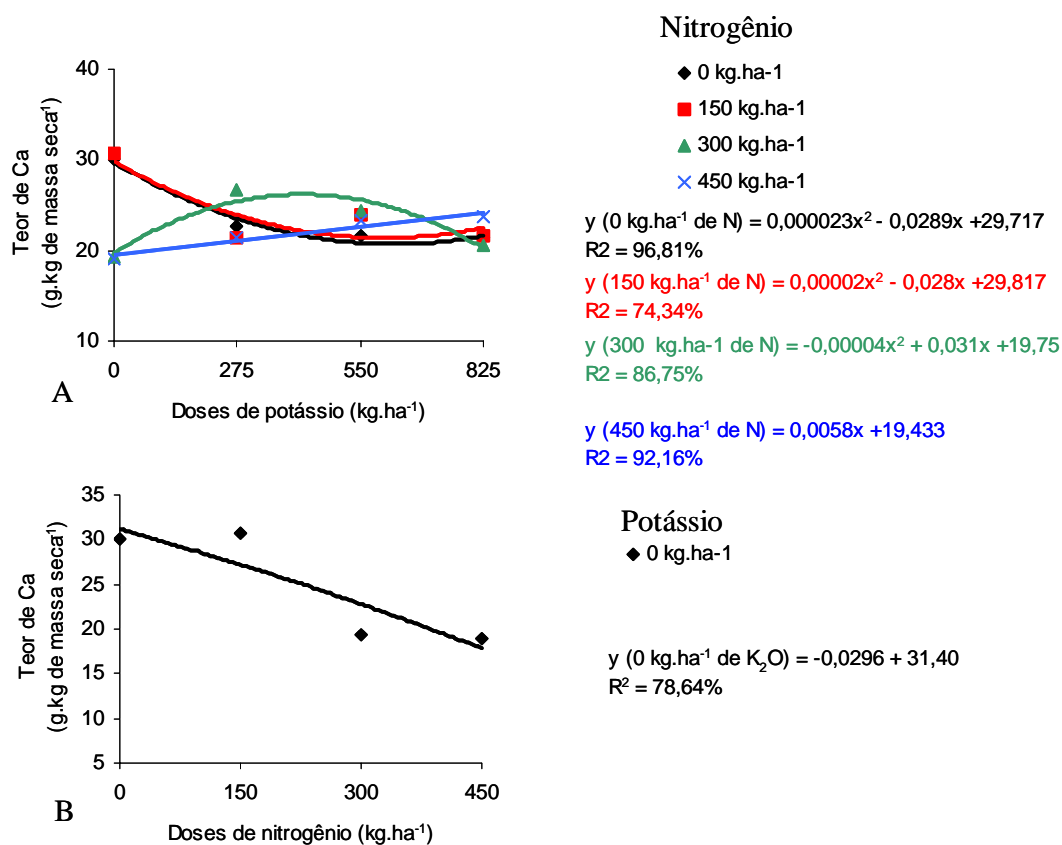 Nitrogênio
0 kg.ha-1
150 kg.ha-1
300 kg.ha-1
450 kg.ha-1
y (0 kg.ha⁻¹ de N) = 0,000023x² - 0,0289x +29,717
R2 = 96,81%
y (150 kg.ha⁻¹ de N) = 0,00002x² - 0,028x +29,817
R2 = 74,34%
y (300 kg.ha-1 de N) = -0,00004x² + 0,031x +19,75
R2 = 86,75%
y (450 kg.ha⁻¹ de N) = 0,0058x +19,433
R2 = 92,16%
Teor de Ca
(g.kg de massa seca⁻¹)
40
30
20
10
0 275 550 825
A
Doses de potássio (kg.ha⁻¹)
Potássio
0 kg.ha-1
y (0 kg.ha⁻¹ de K₂O) = -0,0296 + 31,40
R² = 78,64%
Teor de Ca
(g.kg de massa seca⁻¹)
35
30
25
20
15
10
5
0 150 300 450
B
Doses de nitrogênio (kg.ha⁻¹)